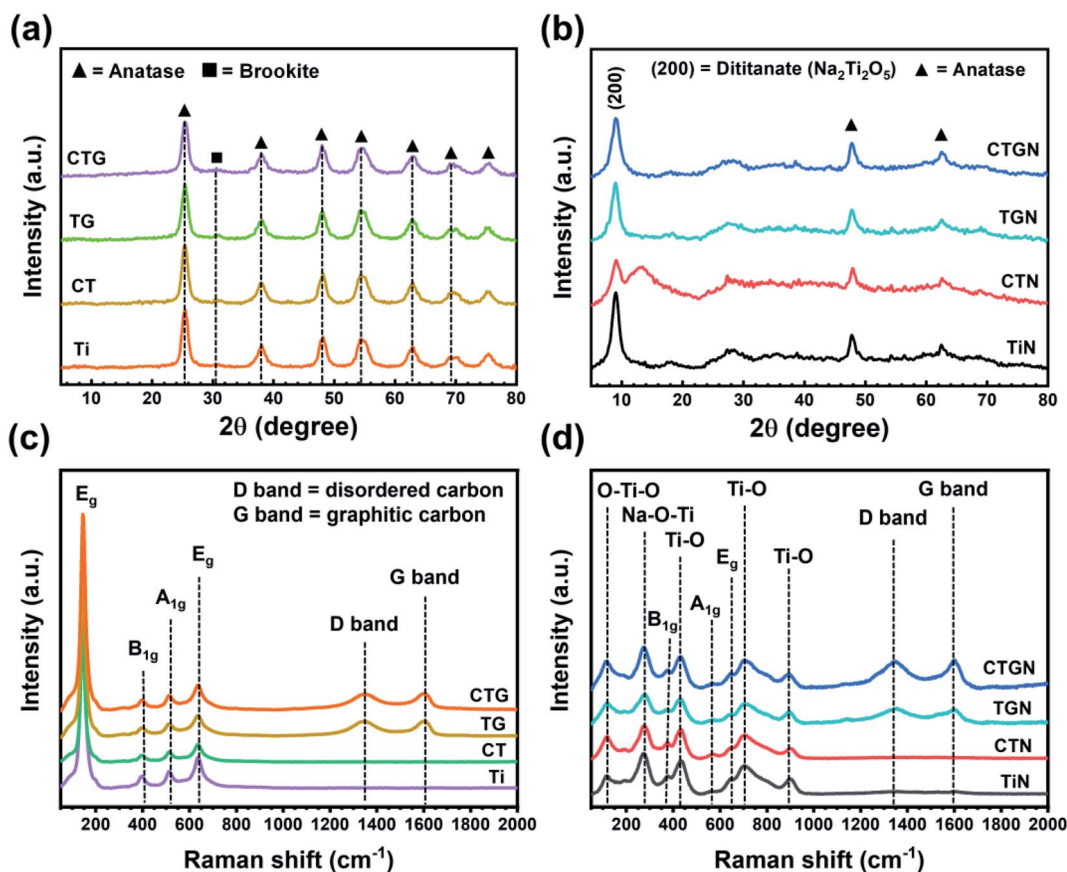 (a)
▲ = Anatase ■ = Brookite
CTG
TG
CT
Ti
Intensity (a.u.)
10 20 30 40 50 60 70 80
2θ (degree)
(b)
(200) = Dititanate (Na₂Ti₂O₅) ▲ = Anatase
(200)
CTGN
TGN
CTN
TiN
Intensity (a.u.)
10 20 30 40 50 60 70 80
2θ (degree)
(c)
D band = disordered carbon
G band = graphitic carbon
E_g
B₁g
A₁g
E_g
D band
G band
CTG
TG
CT
Ti
Intensity (a.u.)
200 400 600 800 1000 1200 1400 1600 1800 2000
Raman shift (cm⁻¹)
(d)
O-Ti-O
Na-O-Ti
Ti-O
B₁g
A₁g
E_g
Ti-O
Ti-O
D band
G band
CTGN
TGN
CTN
TiN
Intensity (a.u.)
200 400 600 800 1000 1200 1400 1600 1800 2000
Raman shift (cm⁻¹)